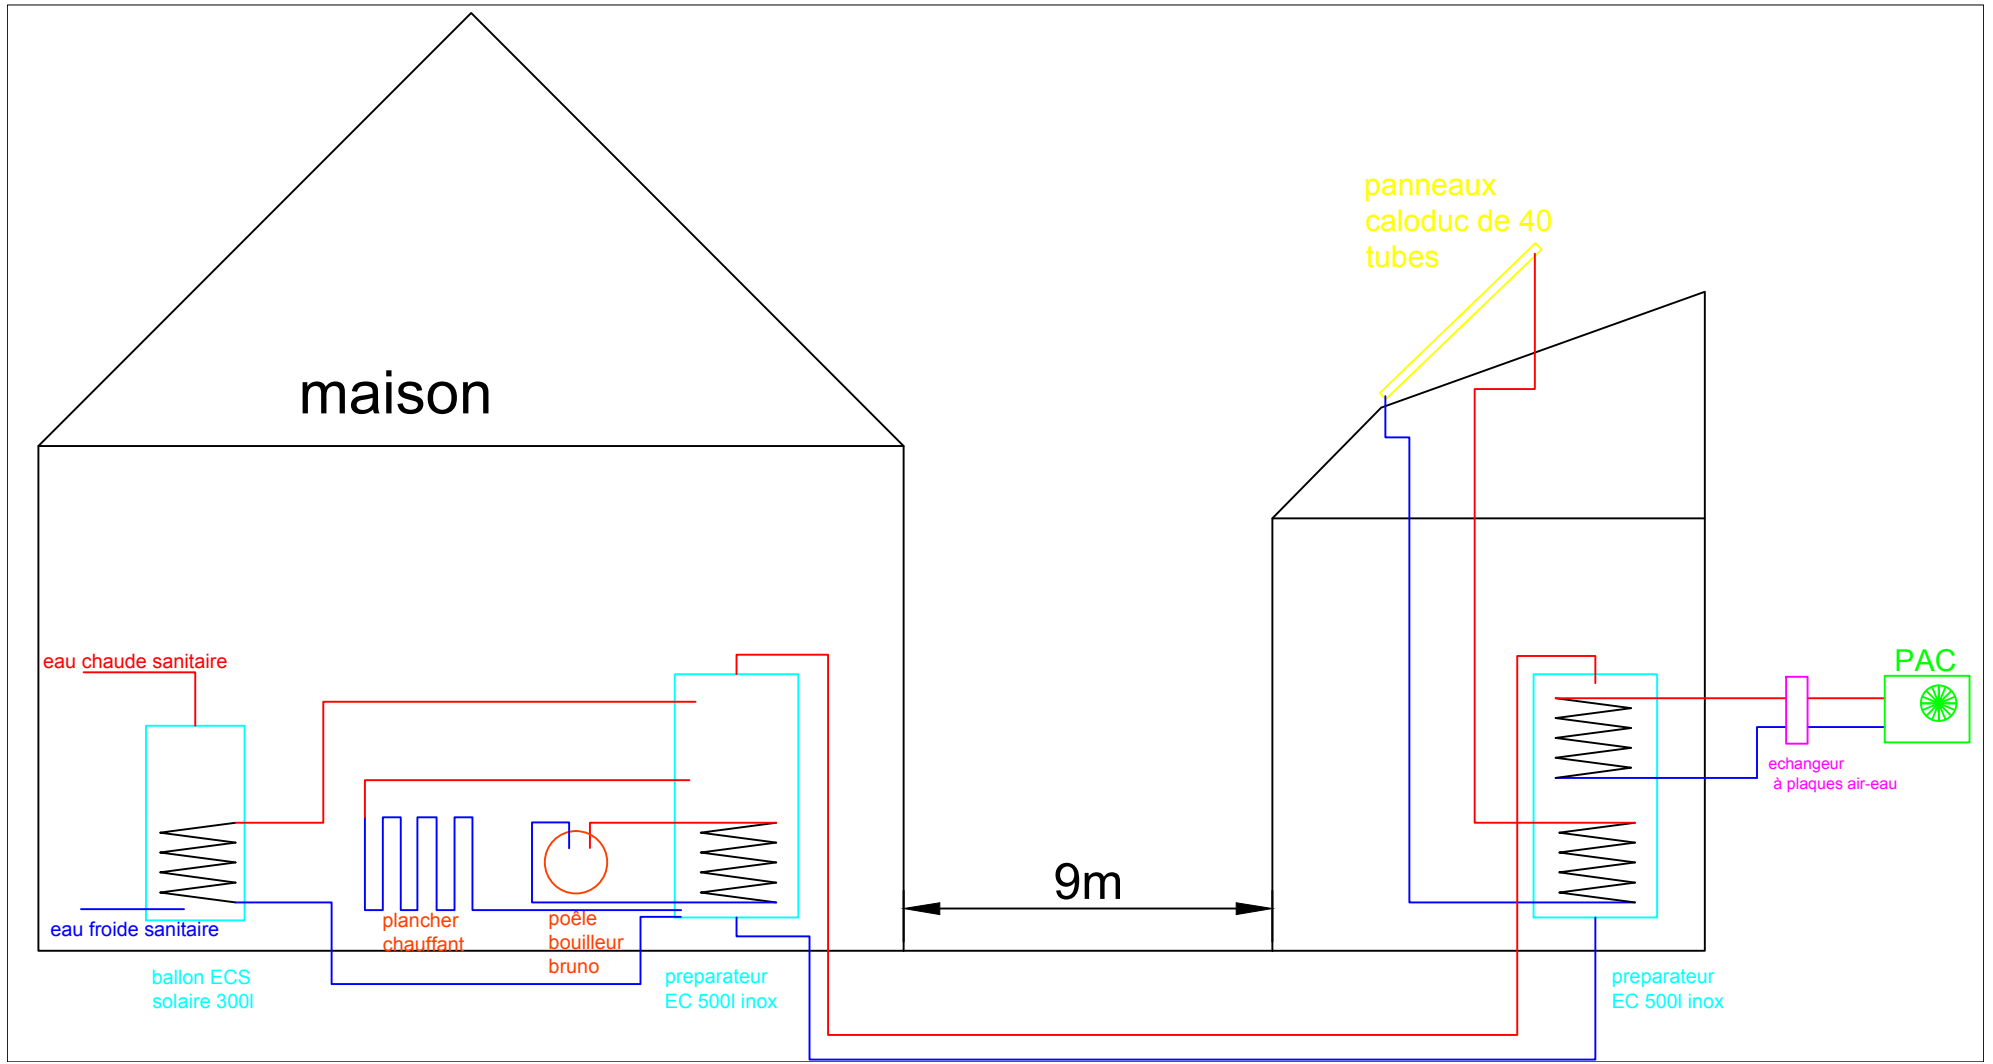 maison
panneaux
caloduc de 40
tubes
eau chaude sanitaire
PAC
echangeur
à plaques air-eau
9m
eau froide sanitaire
plancher
chauffant
poêle
bouilleur
bruno
ballon ECS
solaire 300l
preparateur
EC 500l inox
preparateur
EC 500l inox